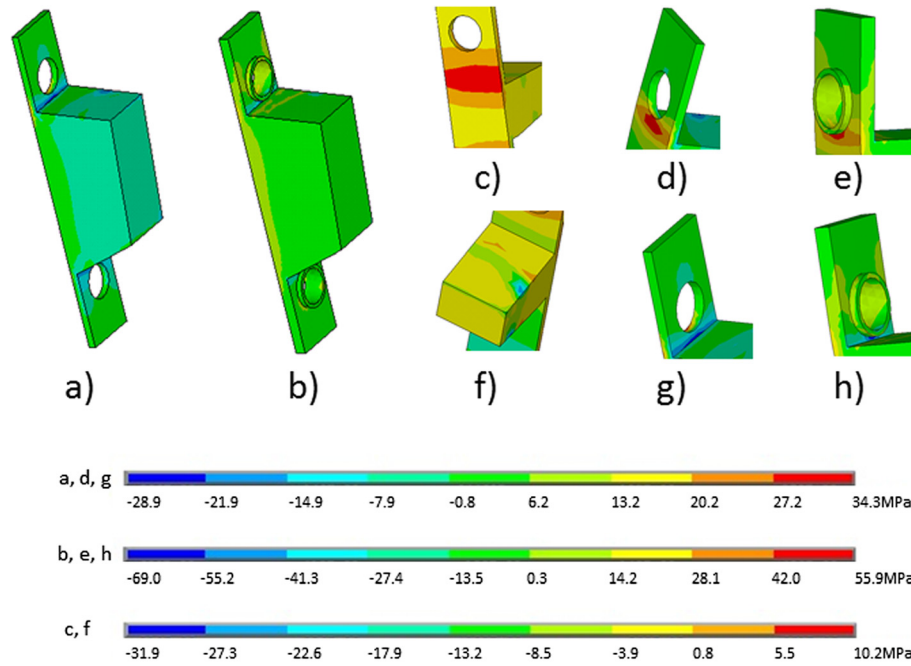 c) d) e)
a) b) f) g) h)
a, d, g
-28.9 -21.9 -14.9 -7.9 -0.8 6.2 13.2 20.2 27.2 34.3MPa
b, e, h
-69.0 -55.2 -41.3 -27.4 -13.5 0.3 14.2 28.1 42.0 55.9MPa
c, f
-31.9 -27.3 -22.6 -17.9 -13.2 -8.5 -3.9 0.8 5.5 10.2MPa